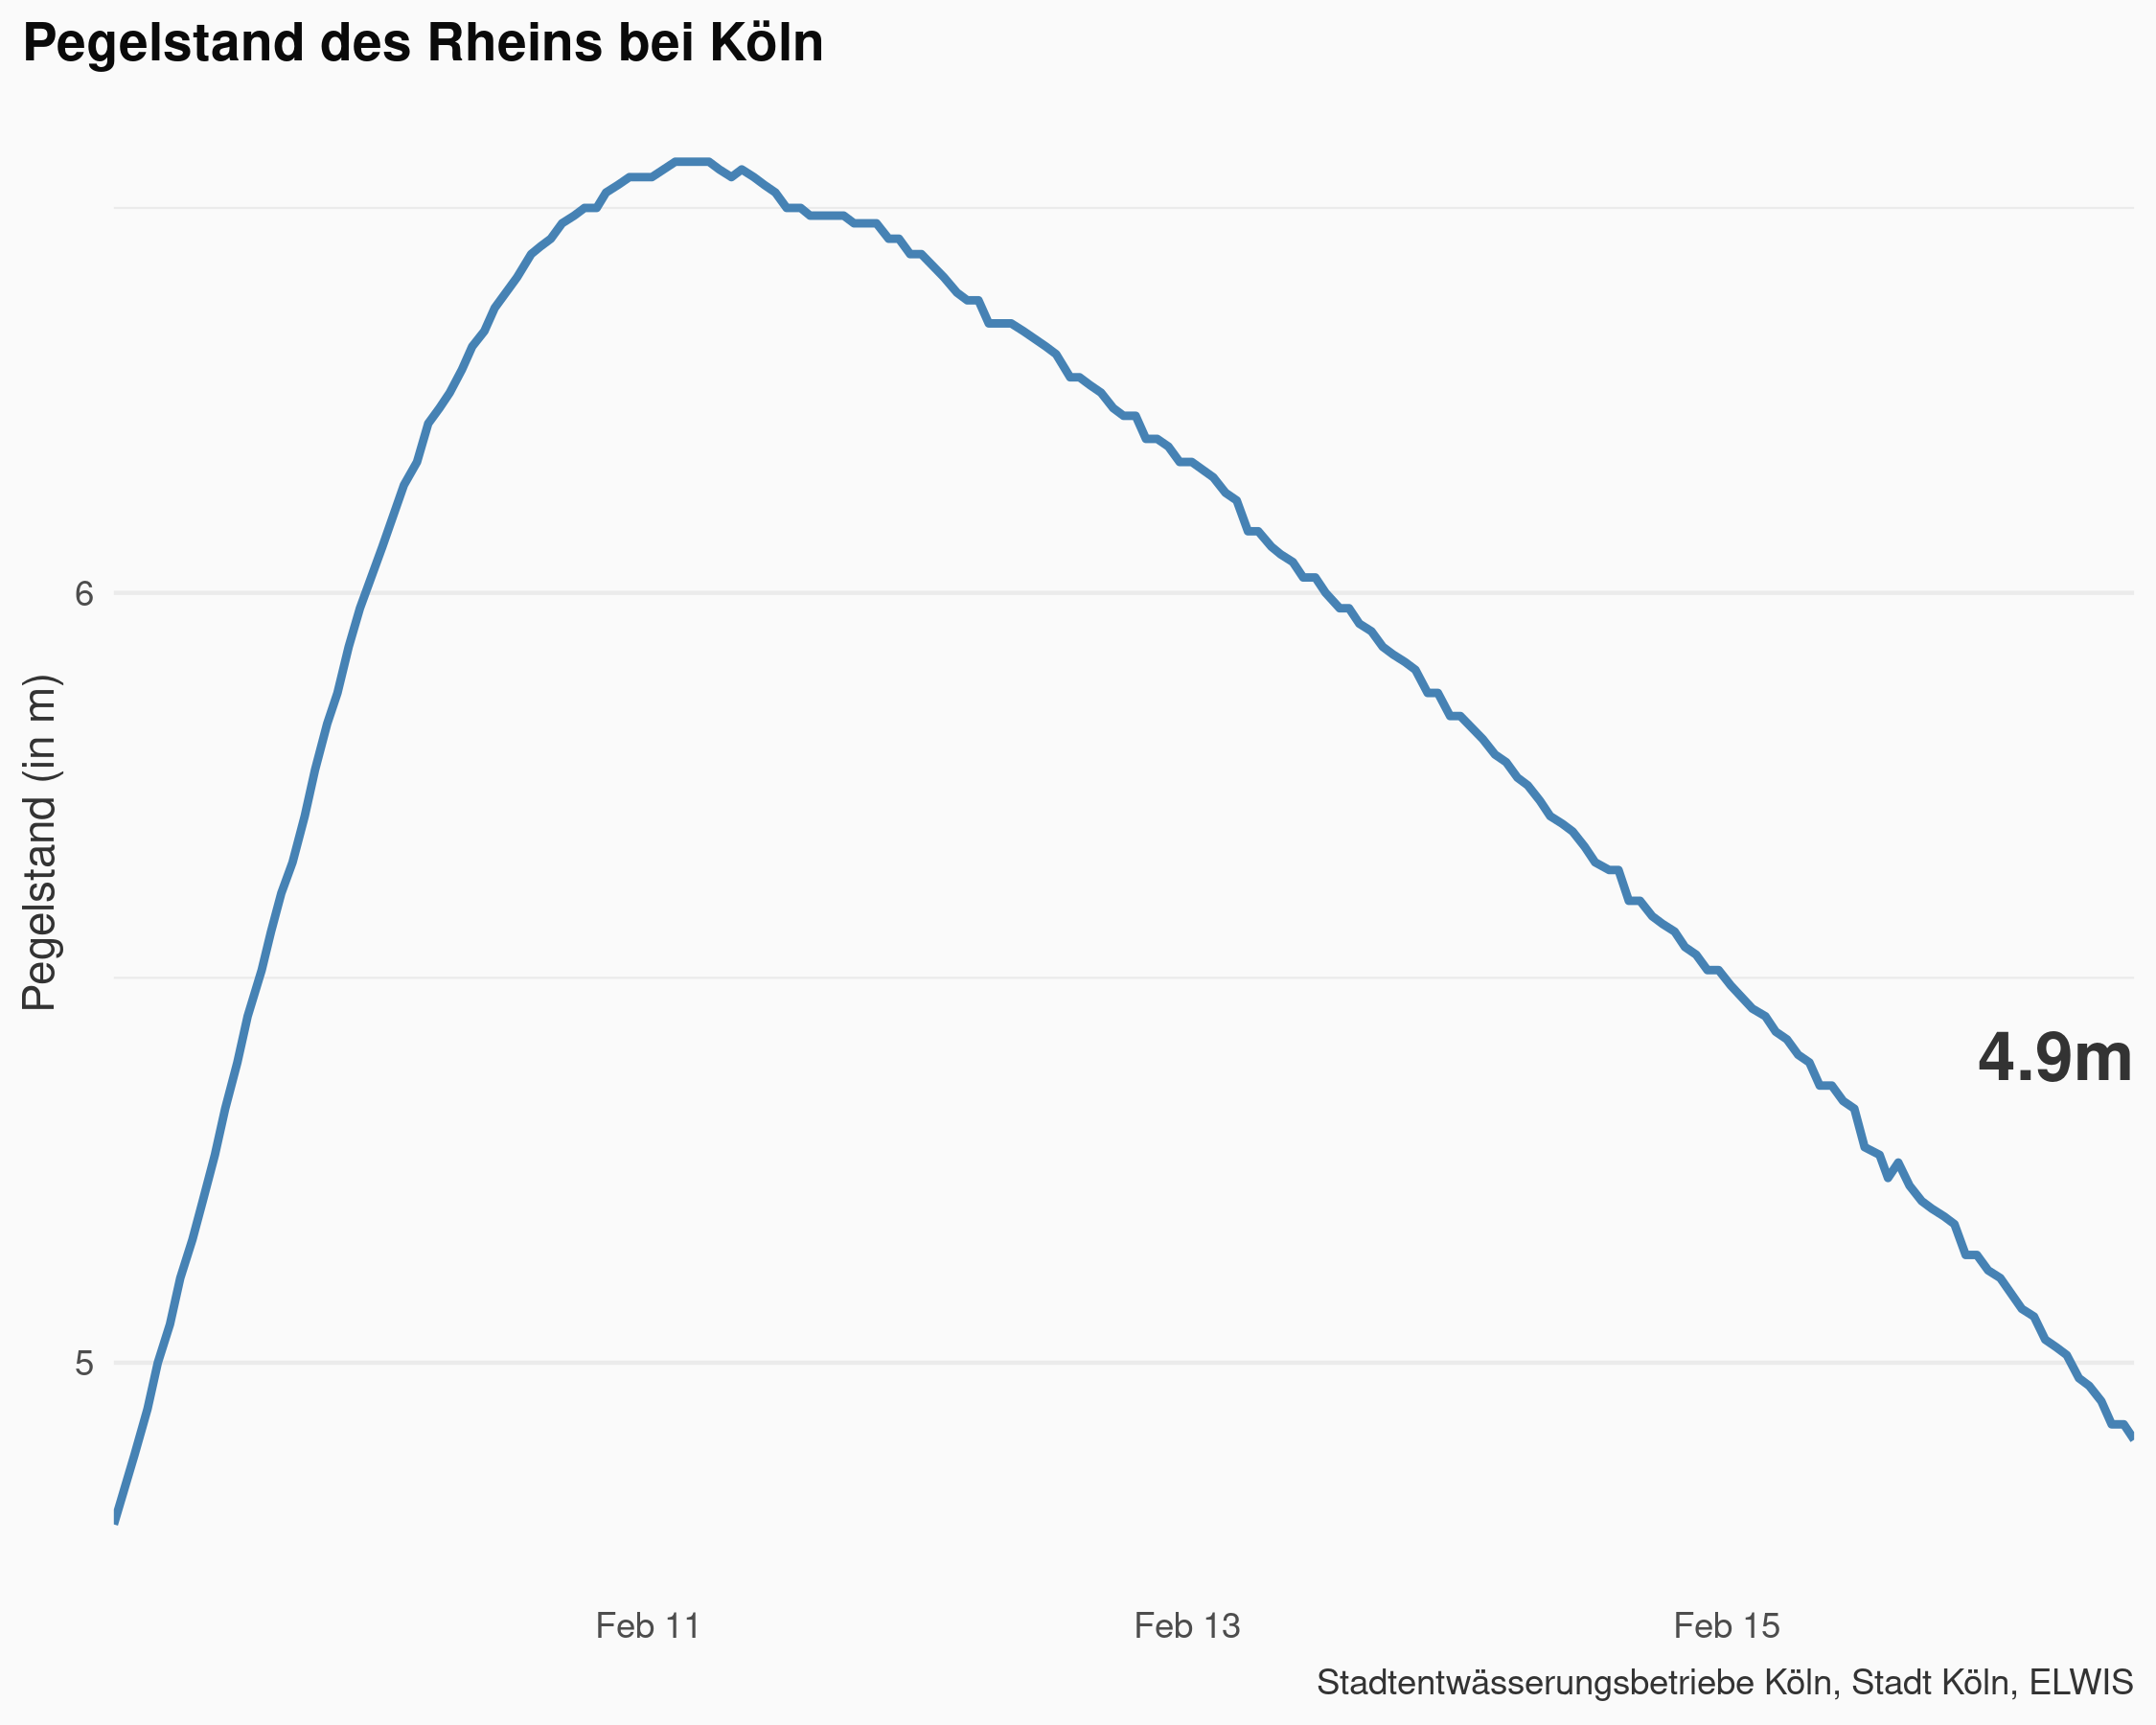 Pegelstand des Rheins bei Köln
Pegelstand (in m)
6
5
4.9m
Feb 11
Feb 13
Feb 15
Stadtentwässerungsbetriebe Köln, Stadt Köln, ELWIS